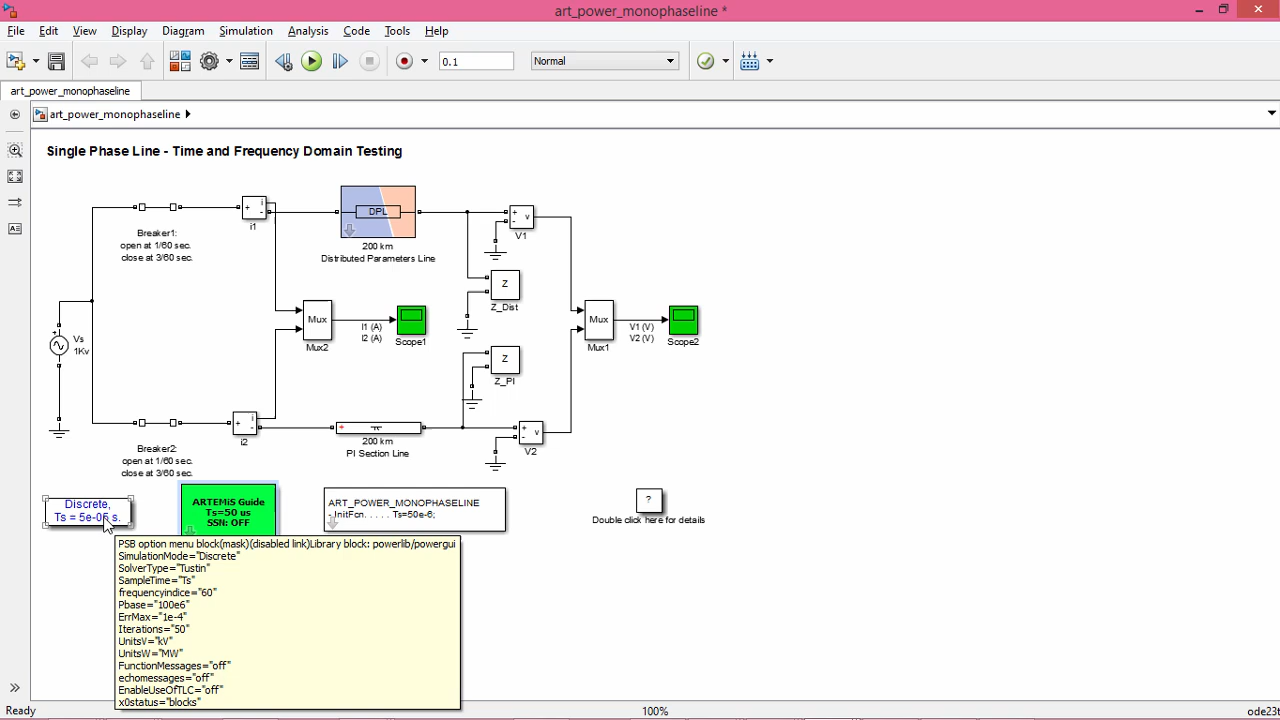 art_power_monophaseline *
File Edit View Display Diagram Simulation Analysis Code Tools Help
0.1
Normal
art_power_monophaseline
art_power_monophaseline
Single Phase Line - Time and Frequency Domain Testing
i
+
-
i1
DPL
+
-
v
V1
Breaker1:
open at 1/60 sec.
close at 3/60 sec.
200 km
Distributed Parameters Line
Z
Z_Dist
+
Vs
1Kv
Mux
Mux2
I1 (A)
I2 (A)
Scope1
Mux
Mux1
V1 (V)
V2 (V)
Scope2
Z
Z_PI
i
+
-
i2
+
200 km
PI Section Line
+
-
v
V2
Breaker2:
open at 1/60 sec.
close at 3/60 sec.
Discrete,
Ts = 5e-05 s.
ARTEMiS Guide
Ts=50 us
SSN: OFF
ART_POWER_MONOPHASELINE
- InitFcn. . . . . Ts=50e-6;
?
Double click here for details
PSB option menu block(mask)(disabled link)Library block: powerlib/powergui
SimulationMode="Discrete"
SolverType="Tustin"
SampleTime="Ts"
frequencyindice="60"
Pbase="100e6"
ErrMax="1e-4"
Iterations="50"
UnitsV="kV"
UnitsW="MW"
FunctionMessages="off"
echomessages="off"
EnableUseOfTLC="off"
x0status="blocks"
Ready
100%
ode23t